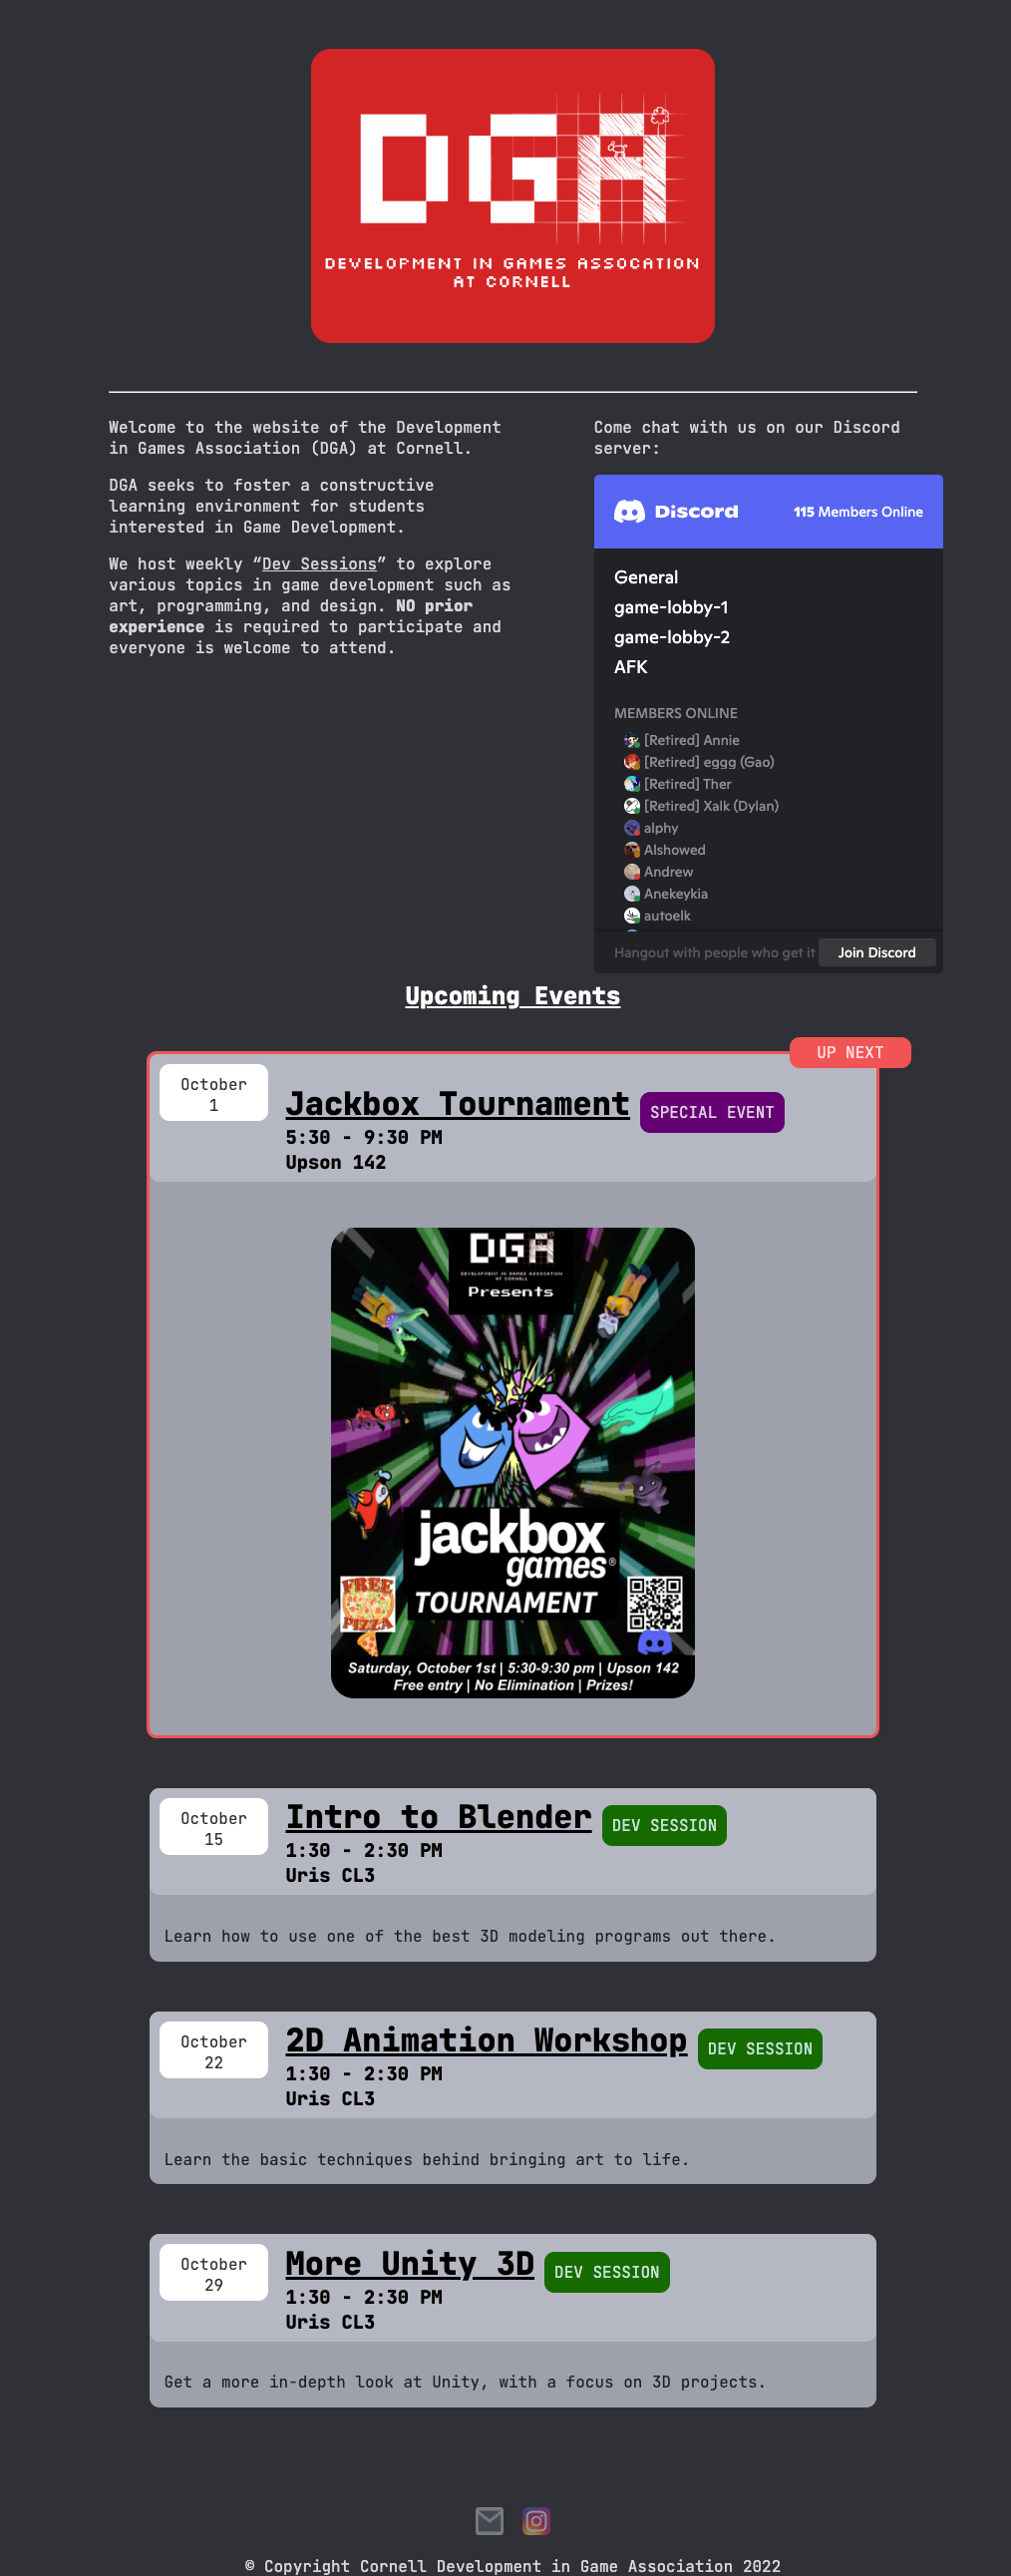 DGA
DEVELOPMENT IN GAMES ASSOCATION
AT CORNELL
Welcome to the website of the Development
in Games Association (DGA) at Cornell.
DGA seeks to foster a constructive
learning environment for students
interested in Game Development.
We host weekly “Dev Sessions” to explore
various topics in game development such as
art, programming, and design. NO prior
experience is required to participate and
everyone is welcome to attend.
Come chat with us on our Discord
server:
Discord
115 Members Online
General
game-lobby-1
game-lobby-2
AFK
MEMBERS ONLINE
[Retired] Annie
[Retired] eggg (Gao)
[Retired] Ther
[Retired] Xalk (Dylan)
alphy
Alshowed
Andrew
Anekeykia
autoelk
Hangout with people who get it
Join Discord
Upcoming Events
UP NEXT
October
1
Jackbox Tournament
SPECIAL EVENT
5:30 - 9:30 PM
Upson 142
DGA
DEVELOPMENT IN GAMES ASSOCATION
AT CORNELL
Presents
jackbox
games®
TOURNAMENT
FREE
PIZZA
Saturday, October 1st | 5:30-9:30 pm | Upson 142
Free entry | No Elimination | Prizes!
October
15
Intro to Blender
DEV SESSION
1:30 - 2:30 PM
Uris CL3
Learn how to use one of the best 3D modeling programs out there.
October
22
2D Animation Workshop
DEV SESSION
1:30 - 2:30 PM
Uris CL3
Learn the basic techniques behind bringing art to life.
October
29
More Unity 3D
DEV SESSION
1:30 - 2:30 PM
Uris CL3
Get a more in-depth look at Unity, with a focus on 3D projects.
© Copyright Cornell Development in Game Association 2022